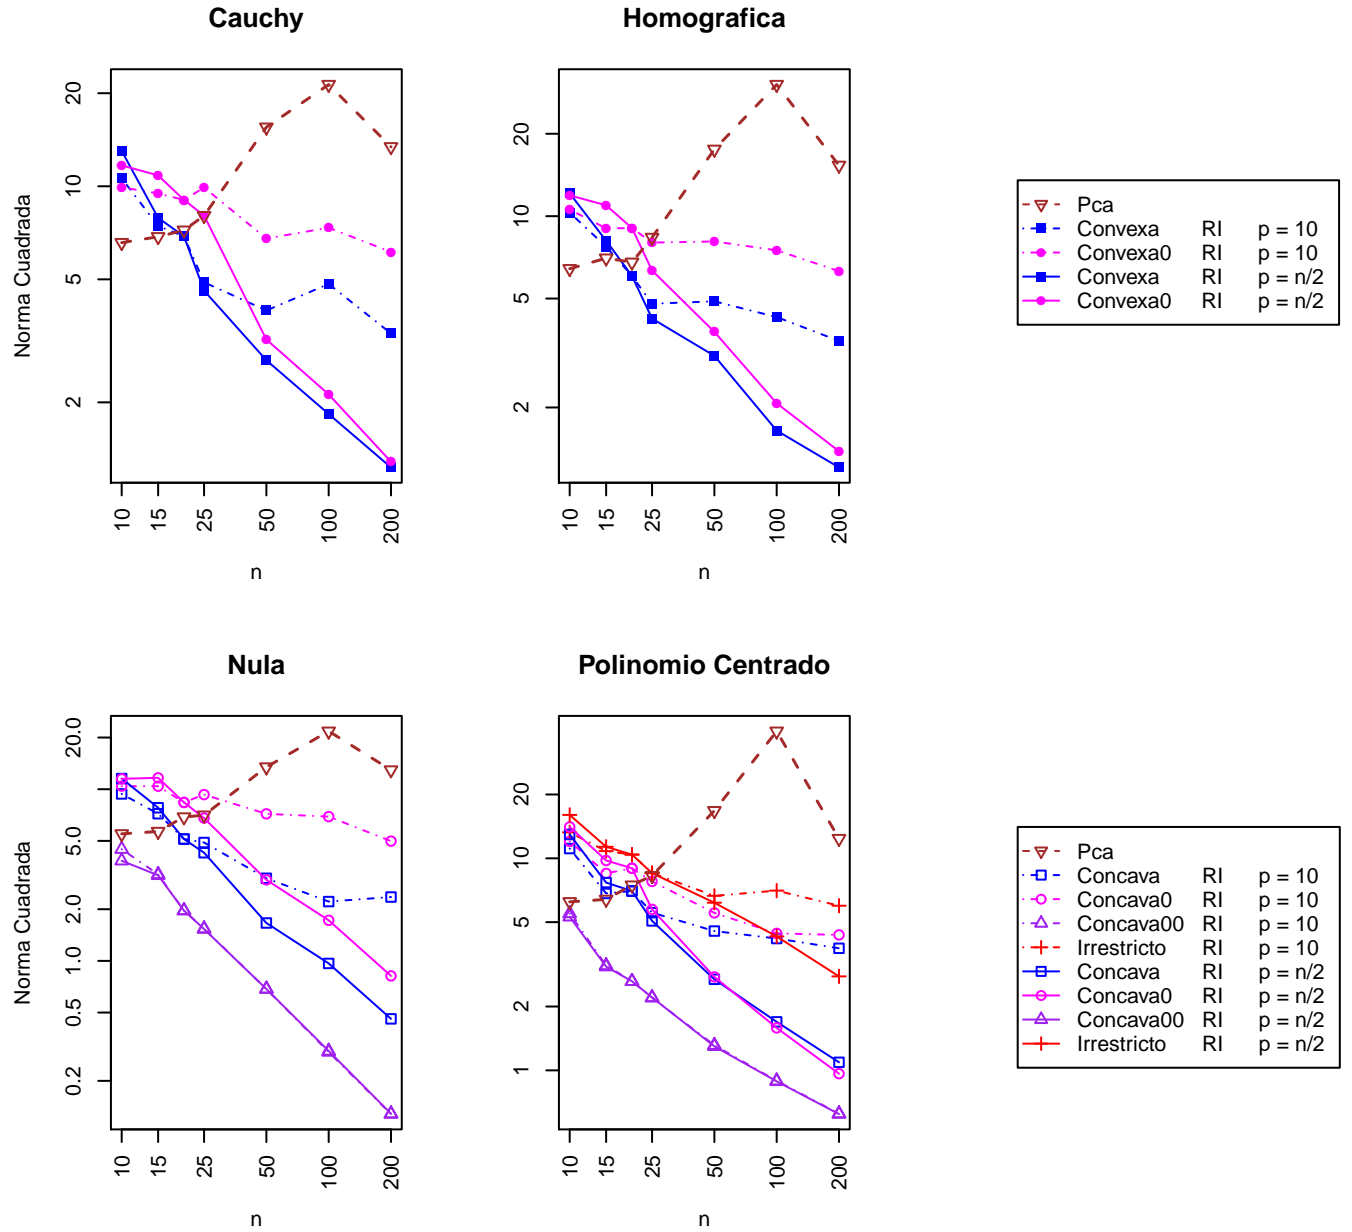 Cauchy
Norma Cuadrada
20
10
5
2
10
15
25
50
100
200
n
Homografica
20
10
5
2
10
15
25
50
100
200
n
Pca
Convexa RI p = 10
Convexa0 RI p = 10
Convexa RI p = n/2
Convexa0 RI p = n/2
Nula
Norma Cuadrada
20.0
5.0
2.0
1.0
0.5
0.2
10
15
25
50
100
200
n
Polinomio Centrado
20
10
5
2
1
10
15
25
50
100
200
n
Pca
Concava RI p = 10
Concava0 RI p = 10
Concava00 RI p = 10
Irrestricto RI p = 10
Concava RI p = n/2
Concava0 RI p = n/2
Concava00 RI p = n/2
Irrestricto RI p = n/2